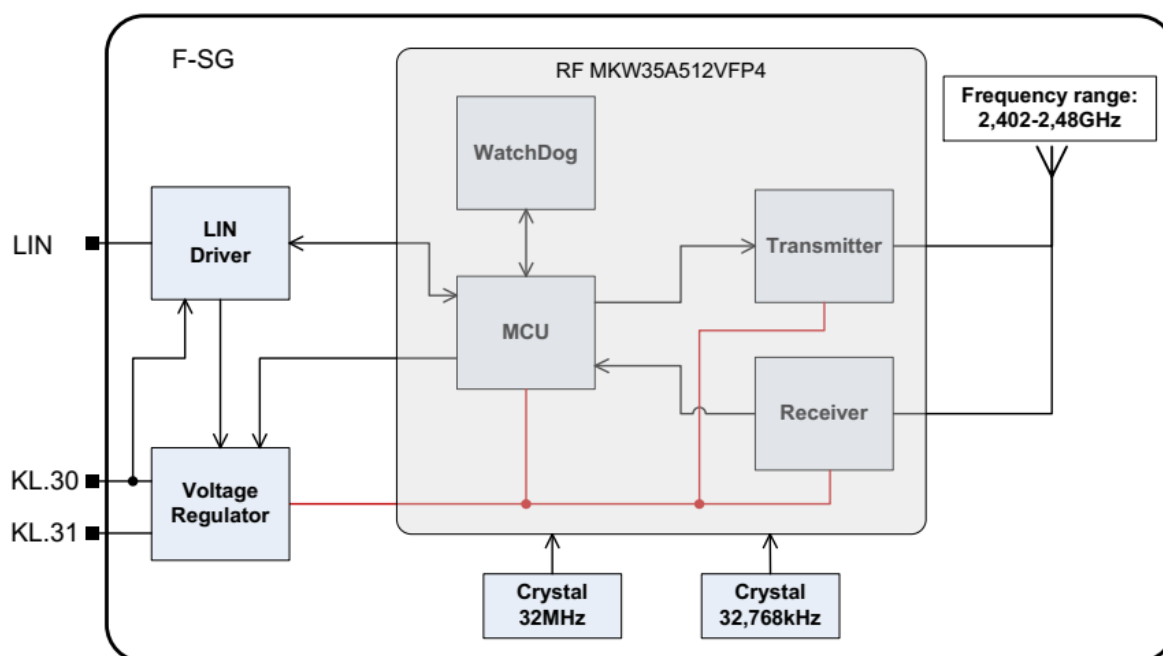 F-SG
RF MKW35A512VFP4
Frequency range:
2,402-2,48GHz
WatchDog
LIN
LIN
Driver
Transmitter
MCU
Receiver
KL.30
KL.31
Voltage
Regulator
Crystal
32MHz
Crystal
32,768kHz